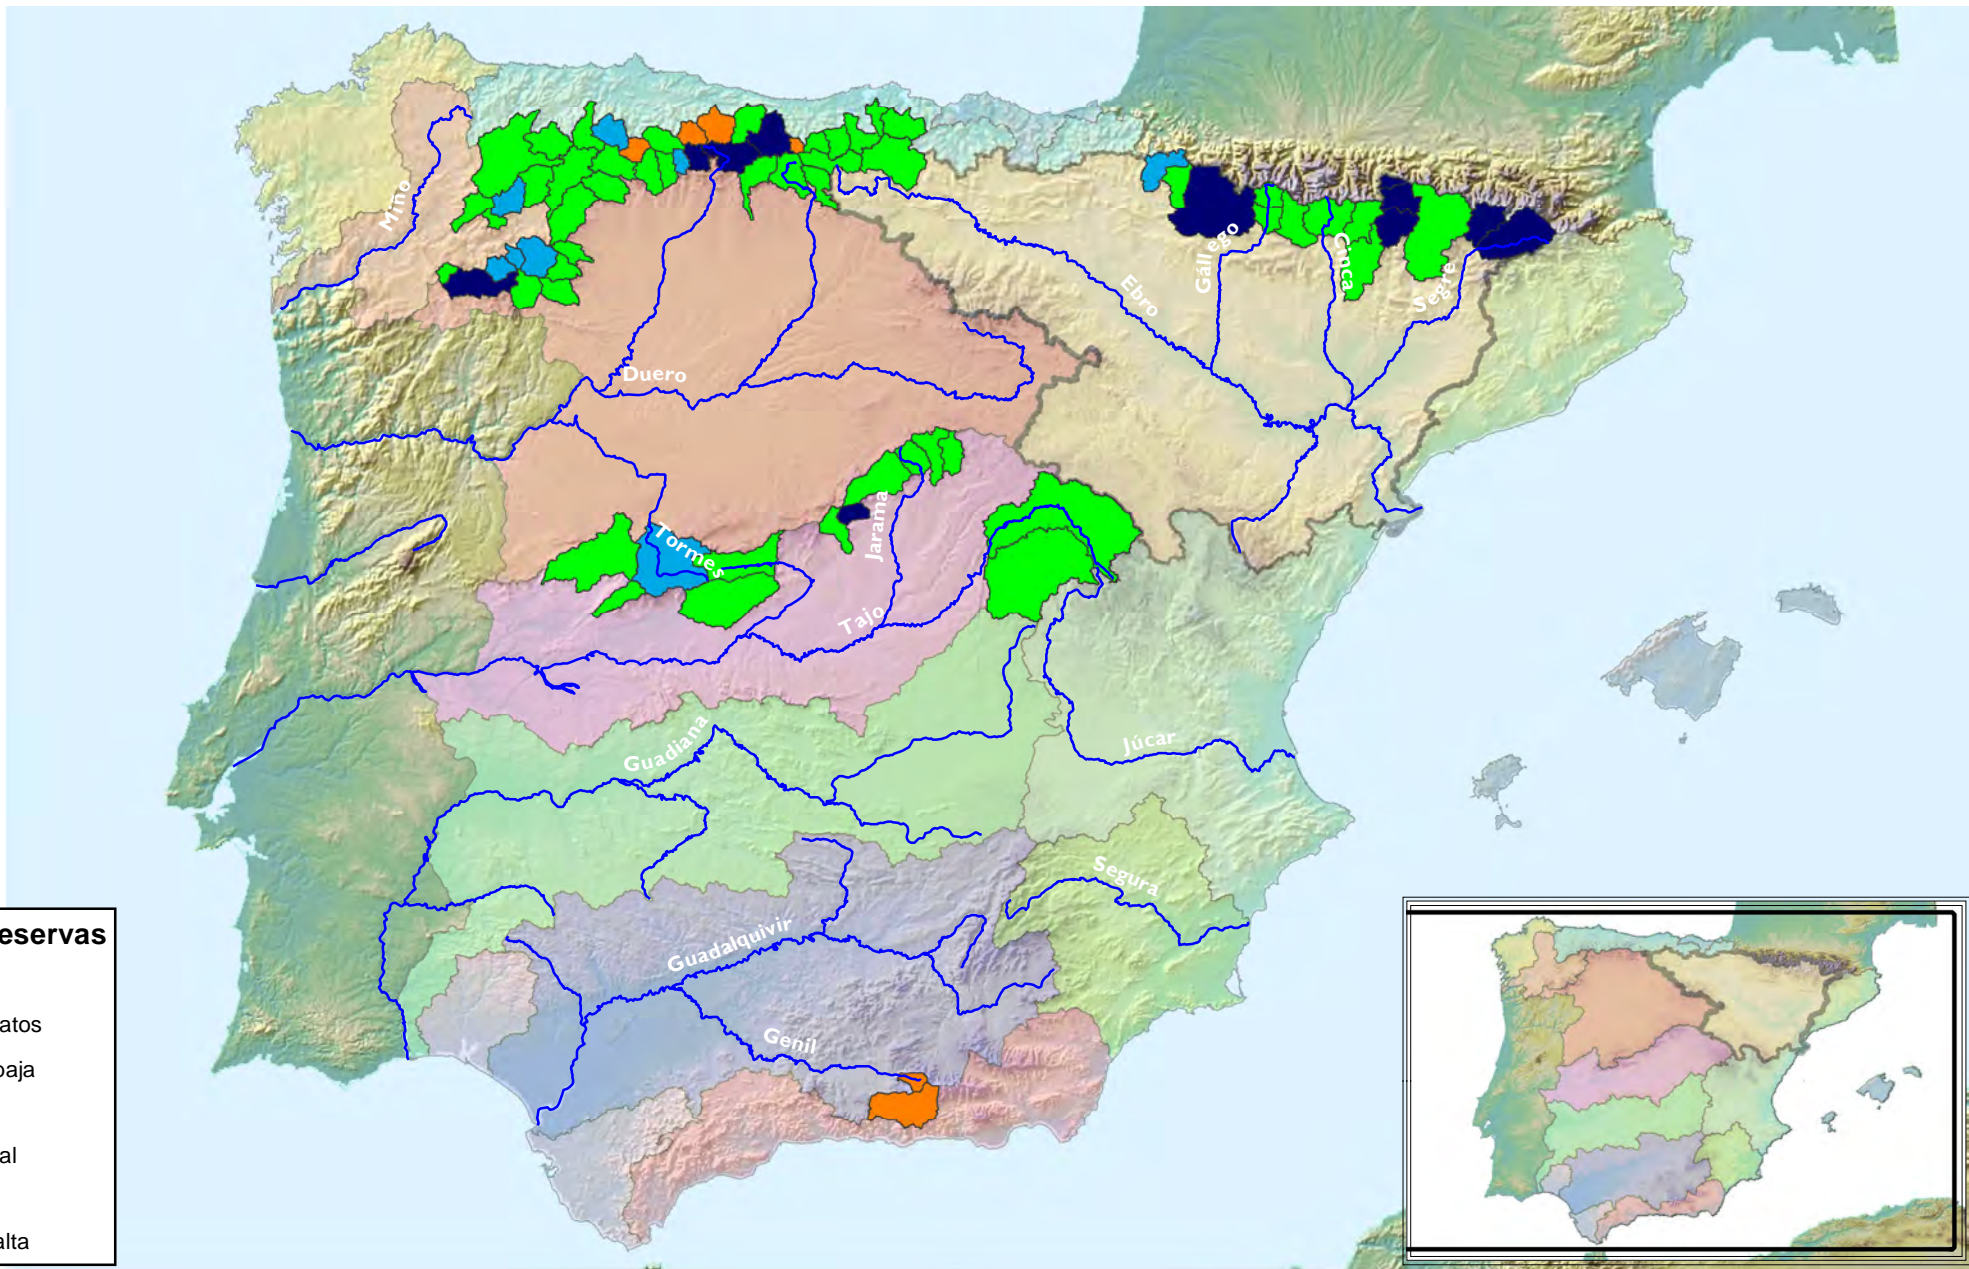 Miño
Gállego
Cinca
Segre
Ebro
Duero
Jarama
Tormes
Tajo
Guadiana
Júcar
Segura
Guadalquivir
Genil
eservas
atos
baja
al
alta